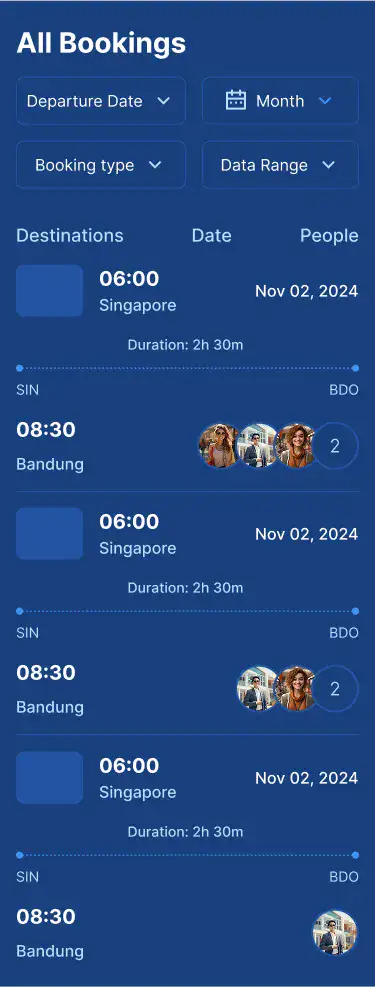 All Bookings
Departure Date
Month
Booking type
Data Range
Destinations Date People
06:00
Singapore
Nov 02, 2024
Duration: 2h 30m
SIN BDO
08:30
Bandung
2
06:00
Singapore
Nov 02, 2024
Duration: 2h 30m
SIN BDO
08:30
Bandung
2
06:00
Singapore
Nov 02, 2024
Duration: 2h 30m
SIN BDO
08:30
Bandung